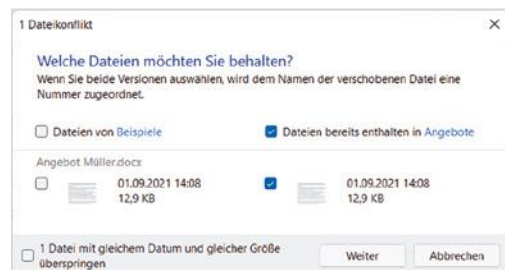 1 Dateikonflikt
Welche Dateien möchten Sie behalten?
Wenn Sie beide Versionen auswählen, wird dem Namen der verschobenen Datei eine
Nummer zugeordnet.
Dateien von Beispiele
Dateien bereits enthalten in Angebote
Angebot Müller.docx
01.09.2021 14:08
12,9 KB
01.09.2021 14:08
12,9 KB
1 Datei mit gleichem Datum und gleicher Größe
überspringen
Weiter
Abbrechen